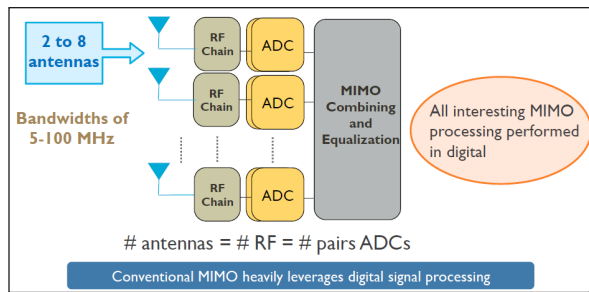 2 to 8
antennas
Bandwidths of
5-100 MHz
RF
Chain
ADC
RF
Chain
ADC
RF
Chain
ADC
MIMO
Combining
and
Equalization
All interesting MIMO
processing performed
in digital
# antennas = # RF = # pairs ADCs
Conventional MIMO heavily leverages digital signal processing